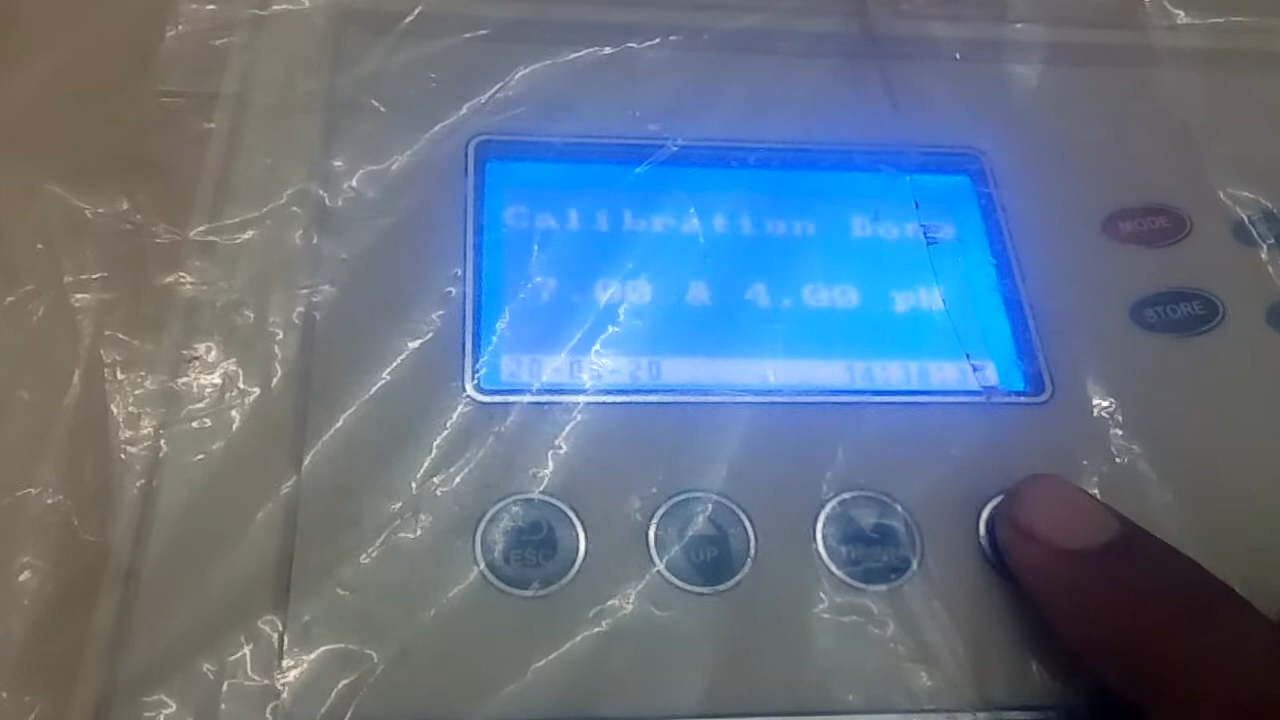 Calibration Done
7.00 & 4.00 pH
MODE
STORE
ESC
UP